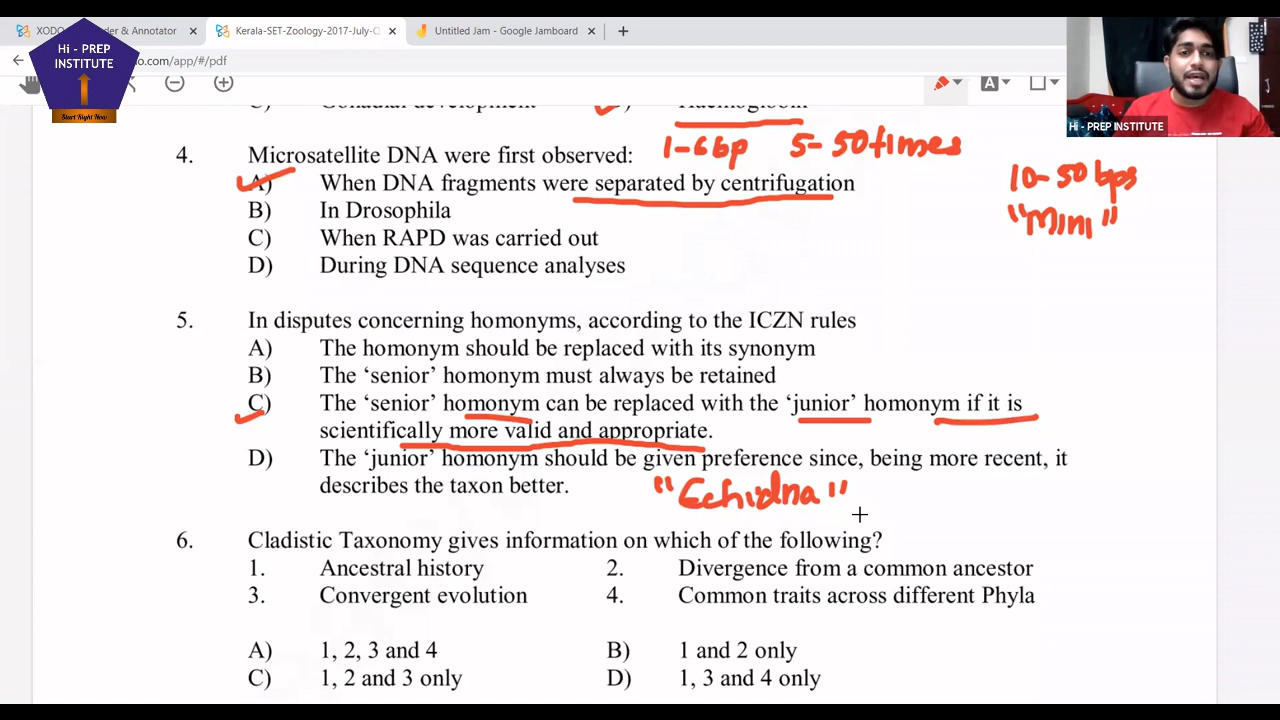 Kerala-SET-Zoology-2017-July-
Untitled Jam - Google Jamboard
& Annotator
Hi - PREP
INSTITUTE
Start Right Now
.com/app/#/pdf
A
Hi - PREP INSTITUTE
1-6bp 5-50times
4. Microsatellite DNA were first observed:
A) When DNA fragments were separated by centrifugation
10-50bps
"Mini"
B) In Drosophila
C) When RAPD was carried out
D) During DNA sequence analyses
5. In disputes concerning homonyms, according to the ICZN rules
A) The homonym should be replaced with its synonym
B) The ‘senior’ homonym must always be retained
C) The ‘senior’ homonym can be replaced with the ‘junior’ homonym if it is
scientifically more valid and appropriate.
D) The ‘junior’ homonym should be given preference since, being more recent, it
describes the taxon better.
"Echidna"
6. Cladistic Taxonomy gives information on which of the following?
1. Ancestral history 2. Divergence from a common ancestor
3. Convergent evolution 4. Common traits across different Phyla
A) 1, 2, 3 and 4 B) 1 and 2 only
C) 1, 2 and 3 only D) 1, 3 and 4 only